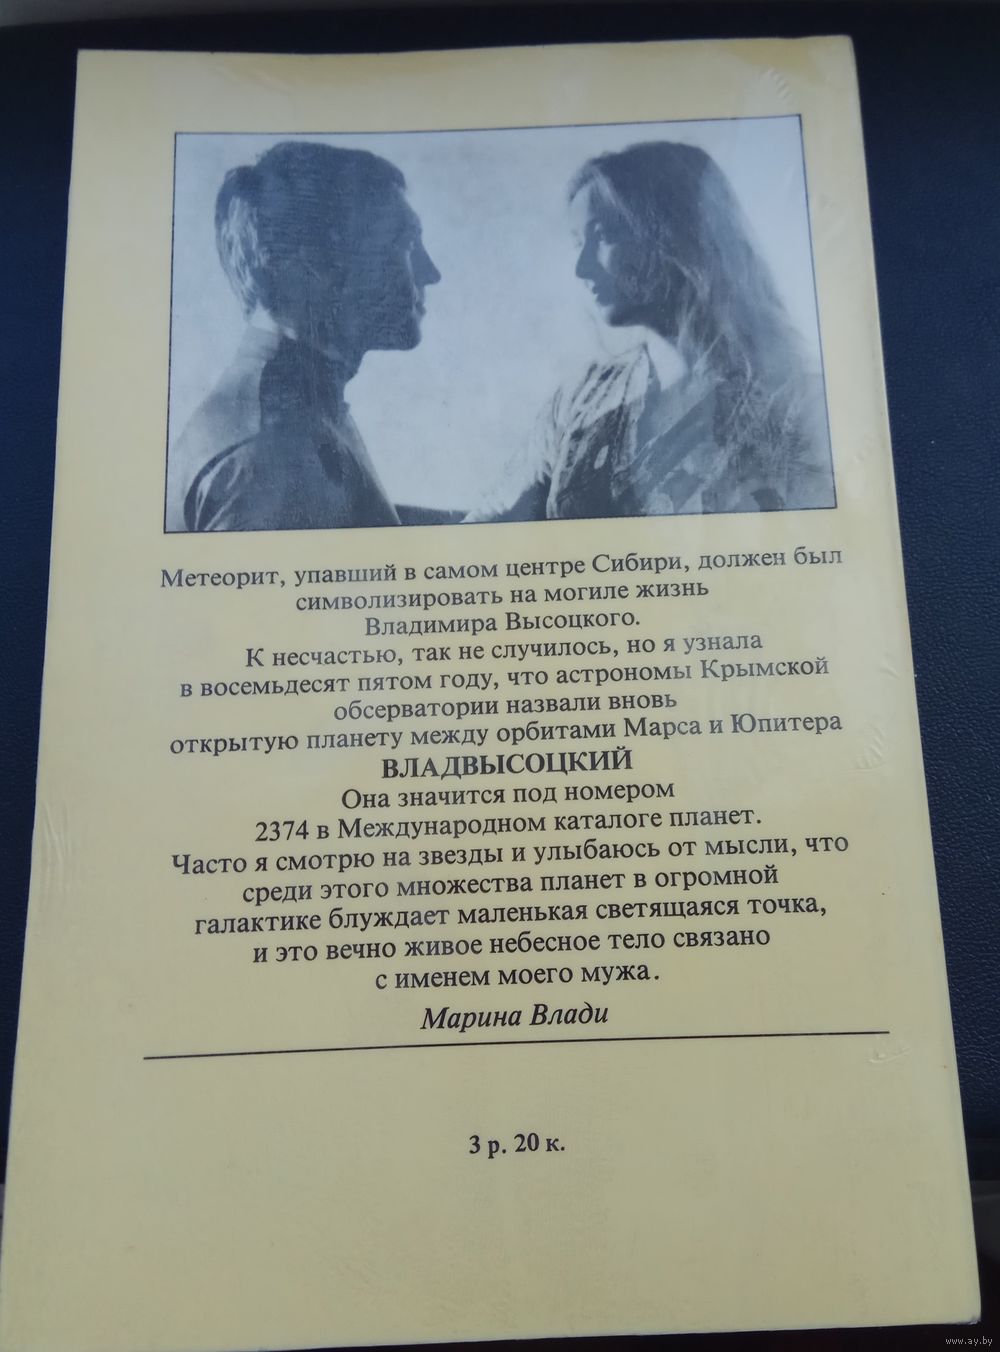 Метеорит, упавший в самом центре Сибири, должен был
символизировать на могиле жизнь
Владимира Высоцкого.
К несчастью, так не случилось, но я узнала
в восемьдесят пятом году, что астрономы Крымской
обсерватории назвали вновь
открытую планету между орбитами Марса и Юпитера
ВЛАДВЫСОЦКИЙ
Она значится под номером
2374 в Международном каталоге планет.
Часто я смотрю на звезды и улыбаюсь от мысли, что
среди этого множества планет в огромной
галактике блуждает маленькая светящаяся точка,
и это вечно живое небесное тело связано
с именем моего мужа.
Марина Влади
3 р. 20 к.
www.ay.by